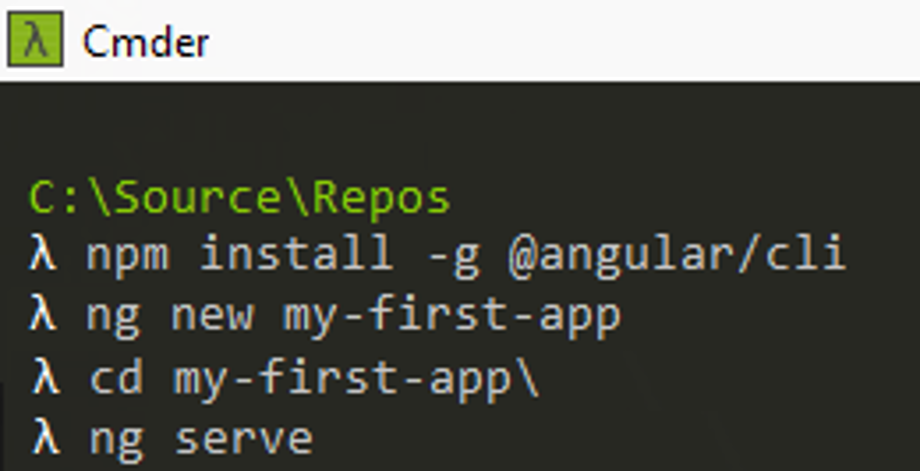 λ Cmder
C:\Source\Repos
λ npm install -g @angular/cli
λ ng new my-first-app
λ cd my-first-app\
λ ng serve